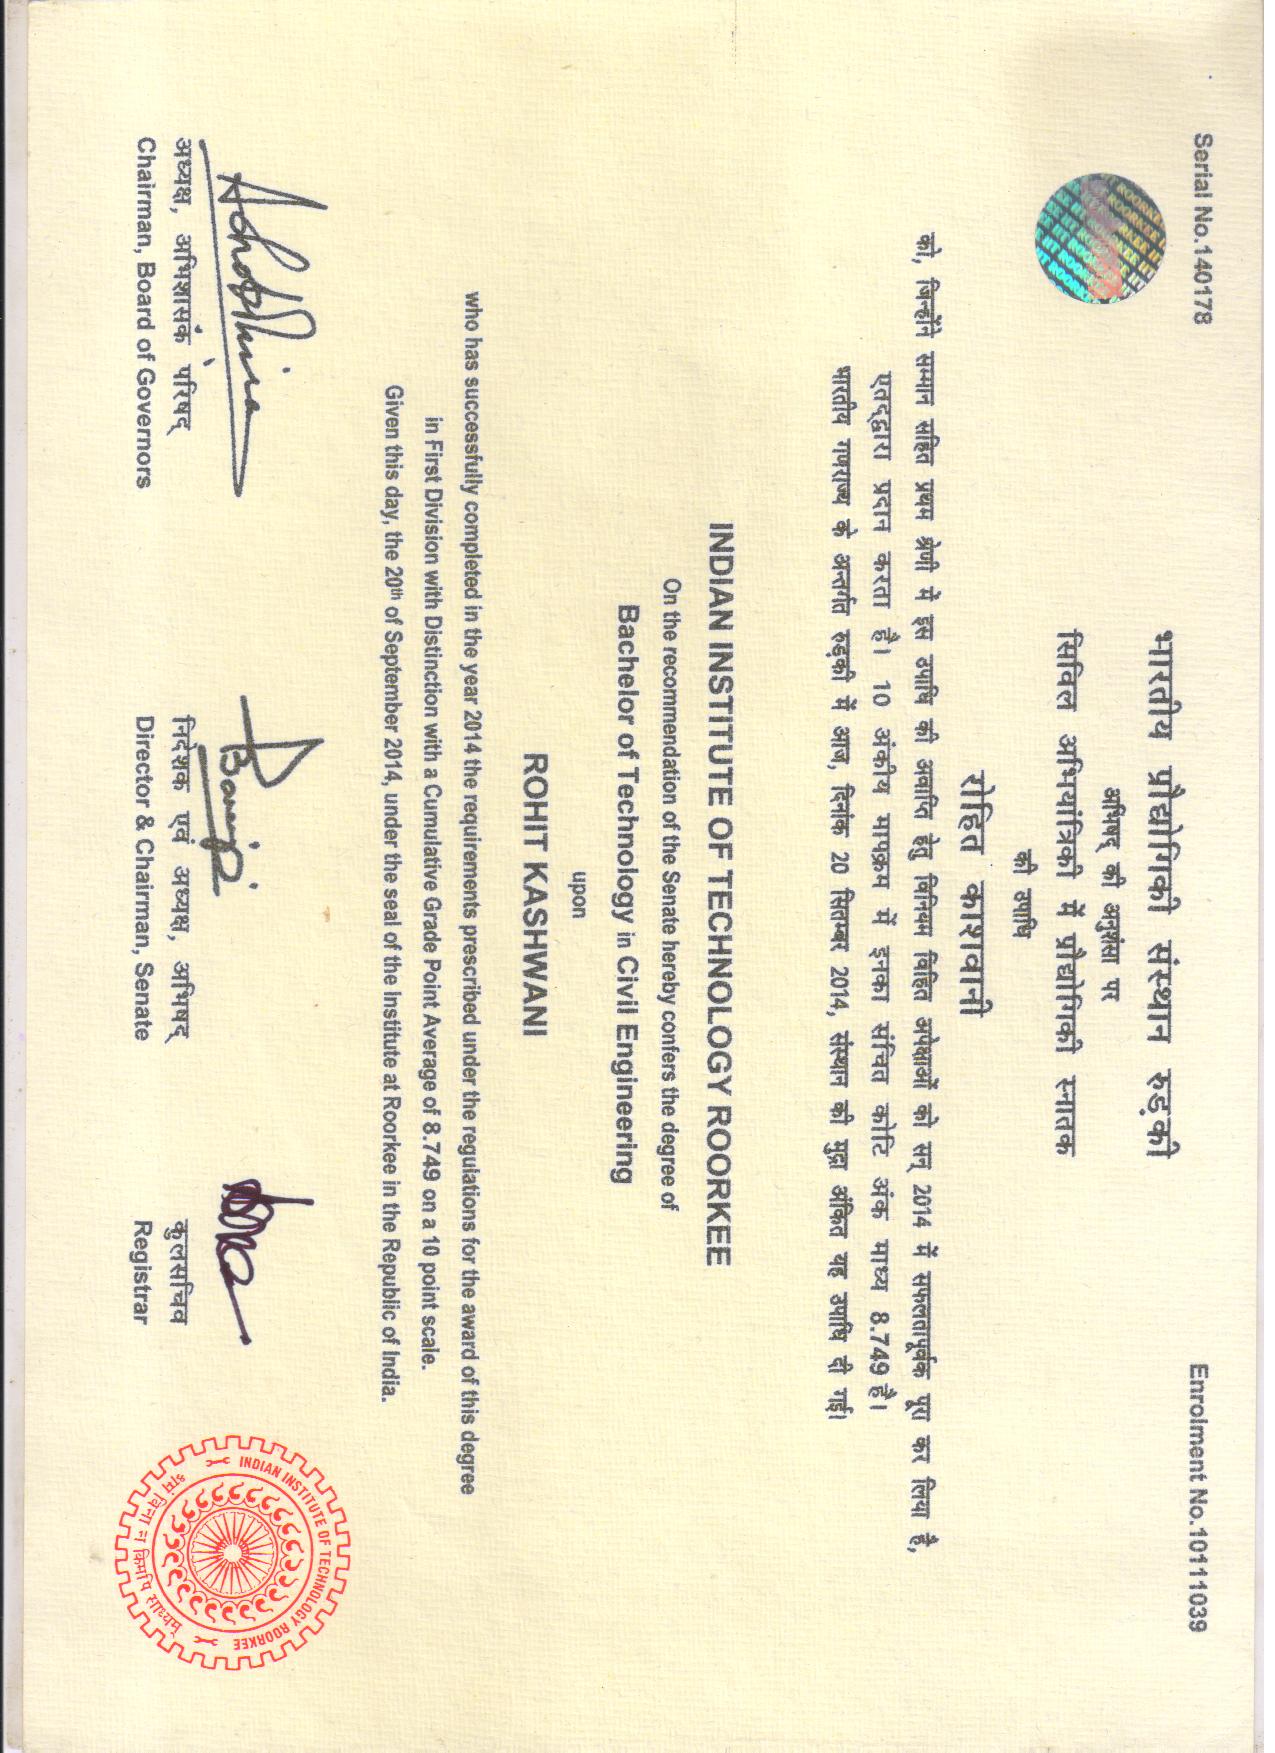 Serial No.140178
Enrolment No.10111039
भारतीय प्रौद्योगिकी संस्थान रुड़की
अभिषद् की अनुशंसा पर
सिविल अभियांत्रिकी में प्रौद्योगिकी स्नातक
की उपाधि
रोहित काशवानी
को, जिन्होंने सम्मान सहित प्रथम श्रेणी में इस उपाधि की अवाप्ति हेतु विनियम विहित अपेक्षाओं को सन् 2014 में सफलतापूर्वक पूरा कर लिया है,
एतद्द्वारा प्रदान करता है। 10 अंकीय मापक्रम में इनका संचित कोटि अंक माध्य 8.749 है।
भारतीय गणराज्य के अन्तर्गत रुड़की में आज, दिनांक 20 सितम्बर 2014, संस्थान की मुद्रा अंकित यह उपाधि दी गई।
INDIAN INSTITUTE OF TECHNOLOGY ROORKEE
On the recommendation of the Senate hereby confers the degree of
Bachelor of Technology in Civil Engineering
upon
ROHIT KASHWANI
who has successfully completed in the year 2014 the requirements prescribed under the regulations for the award of this degree
in First Division with Distinction with a Cumulative Grade Point Average of 8.749 on a 10 point scale.
Given this day, the 20th of September 2014, under the seal of the Institute at Roorkee in the Republic of India.
अध्यक्ष, अभिशासक परिषद्
Chairman, Board of Governors
निदेशक एवं अध्यक्ष, अभिषद्
Director & Chairman, Senate
कुलसचिव
Registrar
INDIAN INSTITUTE OF TECHNOLOGY ROORKEE
श्रमं विना न किमपि साध्यम्